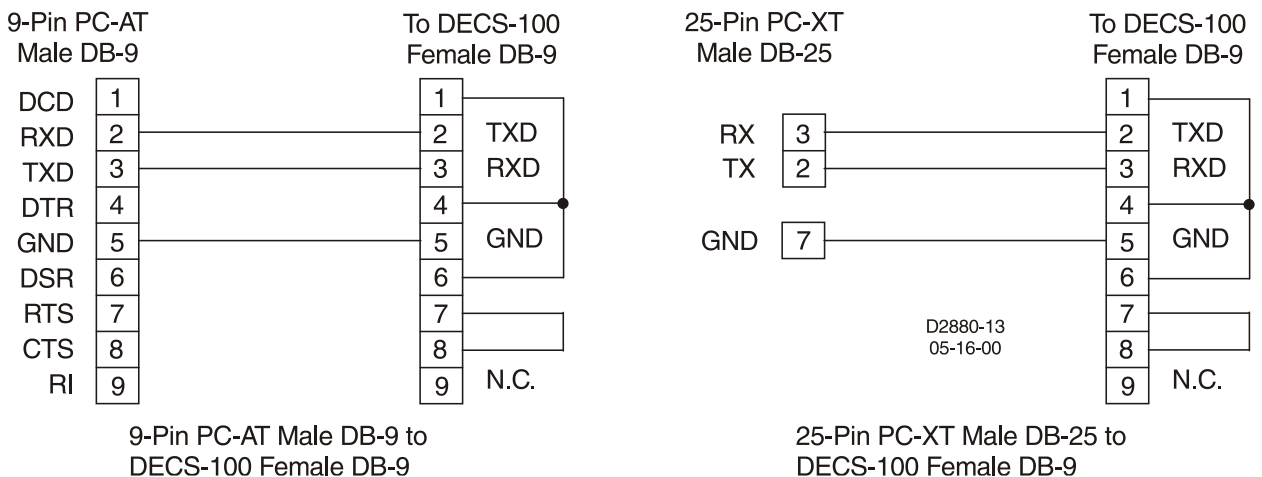 9-Pin PC-AT
Male DB-9
To DECS-100
Female DB-9
DCD 1 1
RXD 2 2 TXD
TXD 3 3 RXD
DTR 4 4
GND 5 5 GND
DSR 6 6
RTS 7 7
CTS 8 8
RI 9 9 N.C.
9-Pin PC-AT Male DB-9 to
DECS-100 Female DB-9
25-Pin PC-XT
Male DB-25
To DECS-100
Female DB-9
1
RX 3 2 TXD
TX 2 3 RXD
4
GND 7 5 GND
6
7
8
9 N.C.
D2880-13
05-16-00
25-Pin PC-XT Male DB-25 to
DECS-100 Female DB-9